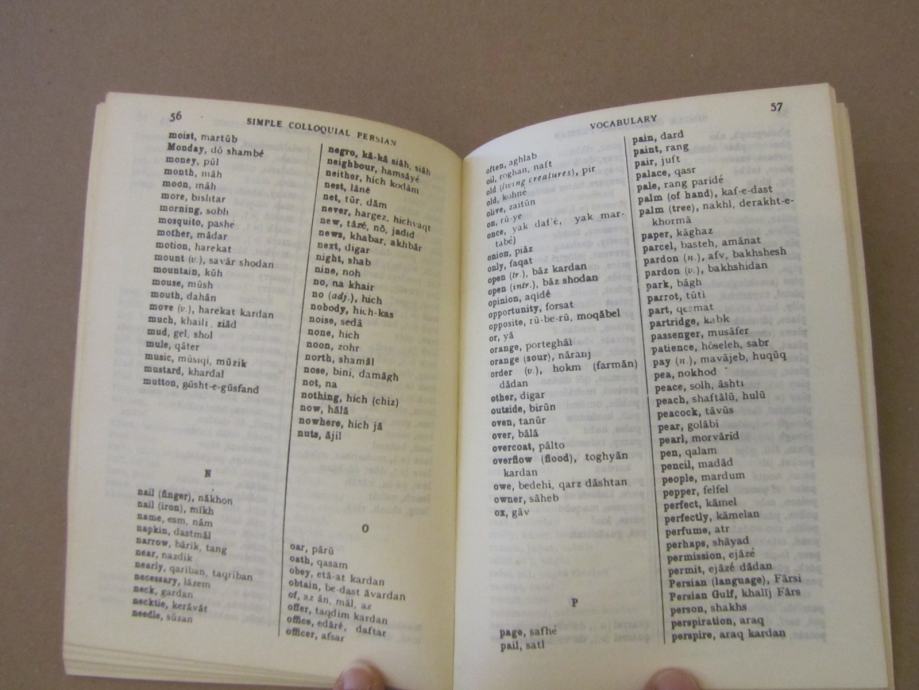 56
SIMPLE COLLOQUIAL PERSIAN
moist, martūb
Monday, dō shambé
money, pūl
month, māh
moon, māh
more, bishtar
morning, sobh
mosquito, pashe
mother, mādar
motion, harekat
mount (v.), savār shodan
mountain, kūh
mouse, mūsh
mouth, dahān
move (v.), harekat kardan
much, khaili, ziād
mud, gel, shol
mule, qāter
music, mūsiqi, mūzik
mustard, khardal
mutton, gūsht-e-gūsfand
N
nail (finger), nākhon
nail (iron), mikh
name, esm, nām
napkin, dastmāl
narrow, bārik, tang
near, nazdik
nearly, qariban, taqriban
necessary, lāzem
neck, gardan
necktie, kerāvāt
needle, sūzan
negro, kā-kā siāh, siāh
neighbour, hamsāyé
neither, hich kodām
nest, lāné
net, tūr, dām
never, hargez, hichvaqt
new, tāzé, nō, jadid
news, khabar, akhbār
next, digar
night, shab
nine, noh
no, na khair
no (adj.), hich
nobody, hich-kas
noise, sedā
none, hich
noon, zohr
north, shamāl
nose, bini, damāgh
not, na
nothing, hich (chiz)
now, hālā
nowhere, hich jā
nuts, ājil
O
oar, pārū
oath, qasam
obey, etā-at kardan
obtain, be-dast āvardan
of, az ān, māl, az
offer, taqdim kardan
office, edāré, daftar
officer, afsar
VOCABULARY
57
often, aghlab
oil, roghan, naft
old (living creatures), pir
old, kohné
olive, zaitūn
on, rū-ye
once, yak daf'é, yak mar-
tabé)
onion, piāz
only, faqat
open (tr.), bāz kardan
open (intr.), bāz shodan
opinion, aqidé
opportunity, forsat
opposite, rū-be-rū, moqābel
or, yā
orange, porteghāl
orange (sour), nāranj
order (v.), hokm (farmān)
dādan
other, digar
outside, birūn
oven, tanūr
over, bālā
overcoat, pālto
overflow (flood), toghyān
kardan
owe, bedehi, qarz dāshtan
owner, sāheb
ox, gāv
P
page, safhé
pail, satl
pain, dard
paint, rang
pair, juft
palace, qasr
pale, rang paridé
palm (of hand), kaf-e-dast
palm (tree), nakhl, derakht-e-
khormā
paper, kāghaz
parcel, basteh, amānat
pardon (n.), afv, bakhshesh
pardon (v.), bakhshidan
park, bāgh
parrot, tūti
part, qesmat
partridge, kabk
passenger, musāfer
patience, hōseleh, sabr
pay (n.), mavājeb, huqūq
pea, nokhod
peace, solh, āshti
peach, shaftālū, hulū
peacock, tāvūs
pear, golābi
pearl, morvārid
pen, qalam
pencil, madād
people, mardum
pepper, felfel
perfect, kāmel
perfectly, kāmelan
perfume, atr
perhaps, shāyad
permission, ejāzé
permit, ejāzé dādan
Persian (language), Fārsi
Persian Gulf, khalīj Fārs
person, shakhs
perspiration, araq
perspire, araq kardan